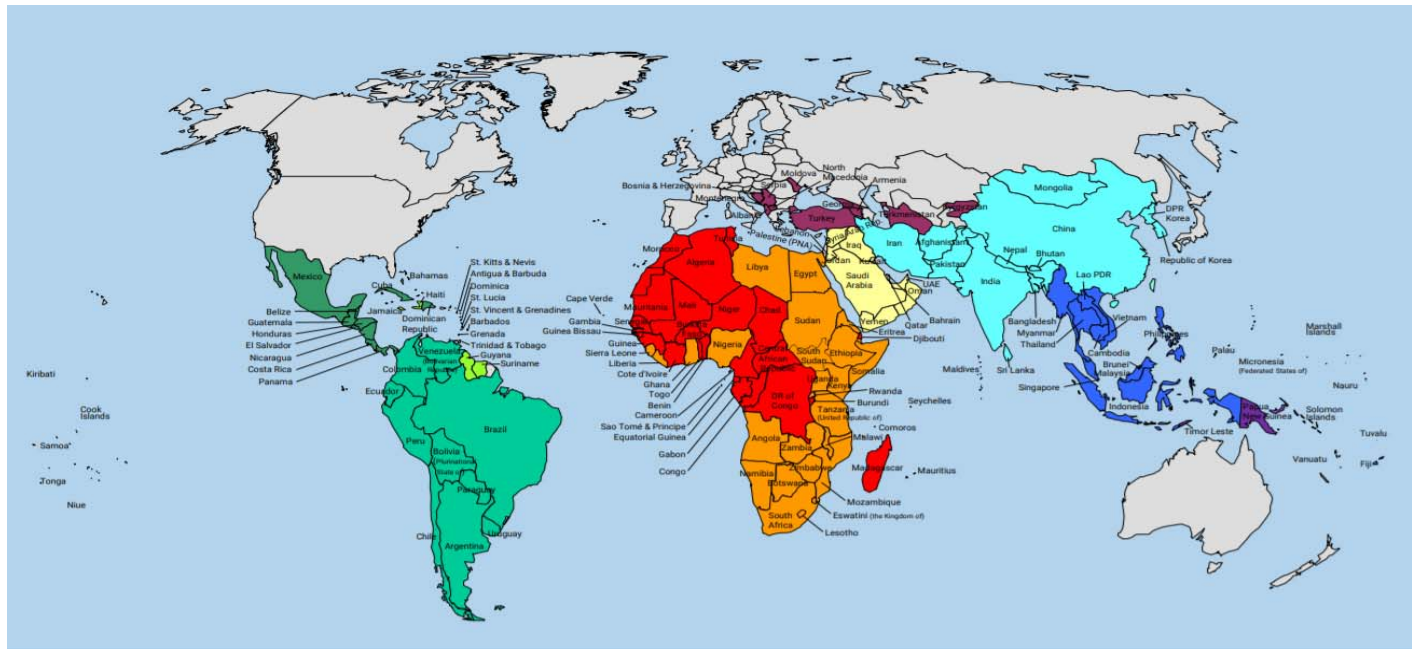 Mexico
Cuba
Bahamas
Haiti
Jamaica
Dominican
Republic
Belize
Guatemala
Honduras
El Salvador
Nicaragua
Costa Rica
Panama
St. Kitts & Nevis
Antigua & Barbuda
Dominica
St. Lucia
St. Vincent & Grenadines
Barbados
Grenada
Trinidad & Tobago
Guyana
Suriname
Venezuela
(Bolivarian
Republic)
Colombia
Ecuador
Brazil
Peru
Bolivia
(Plurinational
State of)
Paraguay
Chile
Argentina
Uruguay
Kiribati
Cook
Islands
Samoa
Tonga
Niue
Bosnia & Herzegovina
Montenegro
Albania
Serbia
Moldova
North
Macedonia
Armenia
Georgia
Turkey
Turkmenistan
Kyrgyzstan
Lebanon
Palestine (PNA)
Syria Arab Rep.
Iraq
Jordan
Kuwait
Saudi
Arabia
UAE
Oman
Yemen
Qatar
Bahrain
Eritrea
Djibouti
Morocco
Algeria
Tunisia
Libya
Egypt
Mauritania
Mali
Niger
Chad
Sudan
Cape Verde
Senegal
Gambia
Guinea Bissau
Guinea
Sierra Leone
Liberia
Cote d'Ivoire
Ghana
Togo
Benin
Cameroon
Sao Tomé & Principe
Equatorial Guinea
Gabon
Congo
Burkina
Faso
Nigeria
Central
African
Republic
South
Sudan
Ethiopia
Somalia
Uganda
Kenya
Rwanda
Burundi
DR of
Congo
Tanzania
(United Republic of)
Seychelles
Comoros
Malawi
Angola
Zambia
Zimbabwe
Namibia
Botswana
Madagascar
Mauritius
Mozambique
Eswatini (the Kingdom of)
Lesotho
South
Africa
Iran
Afghanistan
Pakistan
India
Nepal
Bhutan
China
Mongolia
DPR
Korea
Republic of Korea
Bangladesh
Myanmar
Thailand
Lao PDR
Vietnam
Cambodia
Brunei
Malaysia
Philippines
Maldives
Sri Lanka
Singapore
Indonesia
Timor Leste
Papua
New Guinea
Palau
Micronesia
(Federated States of)
Marshall
Islands
Nauru
Solomon
Islands
Tuvalu
Vanuatu
Fiji